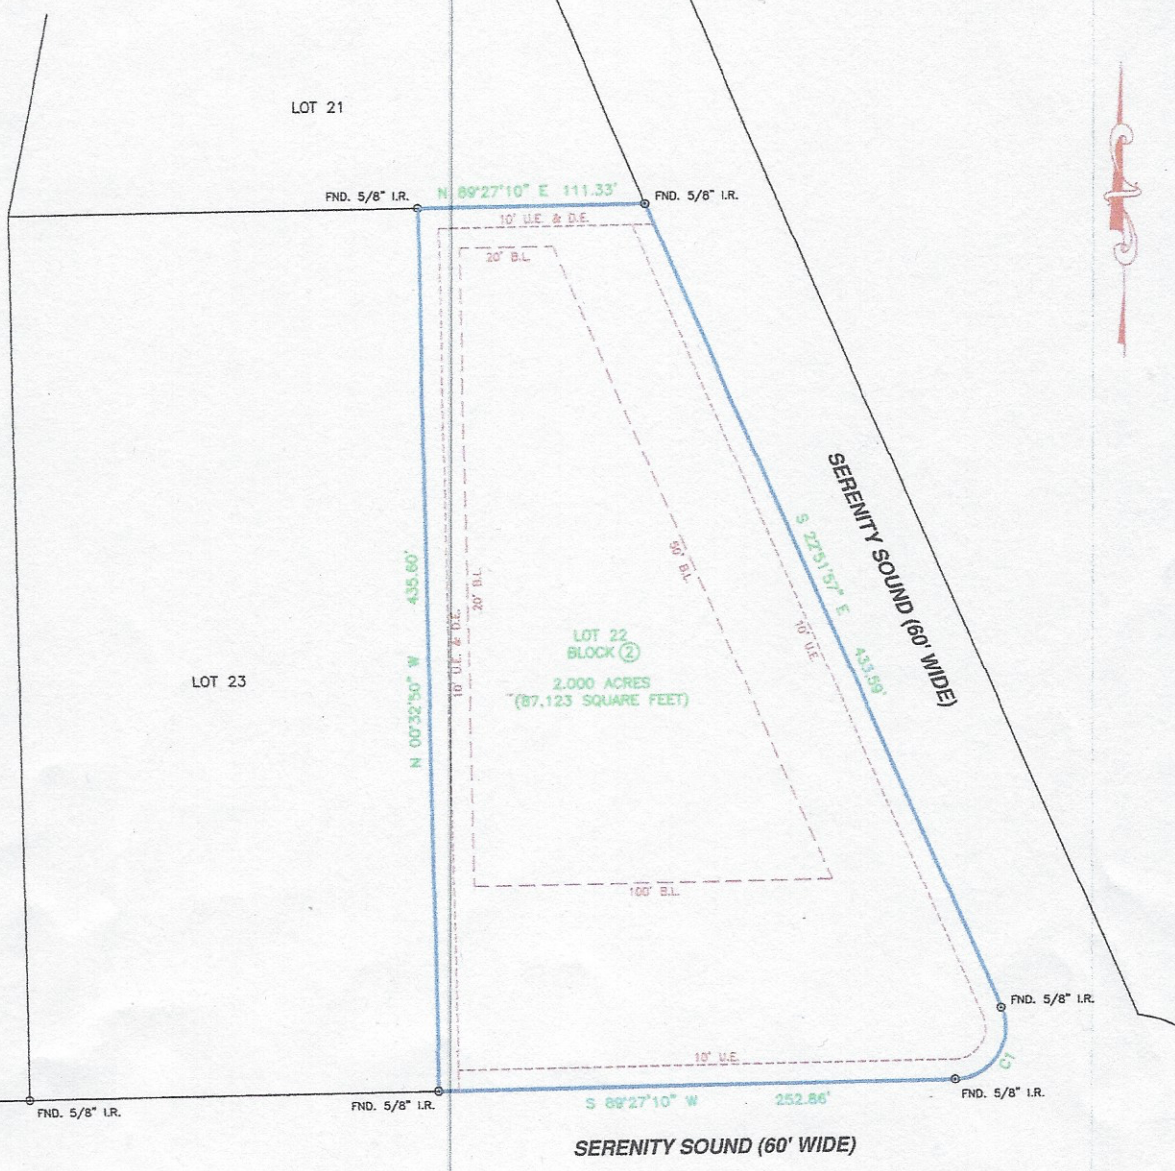 LOT 21
FND. 5/8" I.R.
N 89°27'10" E 111.33'
FND. 5/8" I.R.
10' U.E. & D.E.
20' B.L.
SERENITY SOUND (60' WIDE)
S 22°51'57" E 433.59'
50' B.L.
N 00°32'50" W 435.60'
20' B.L.
10' U.E. & D.E.
10' U.E.
LOT 22
BLOCK 2
2.000 ACRES
(87,123 SQUARE FEET)
LOT 23
100' B.L.
FND. 5/8" I.R.
10' U.E.
C1
FND. 5/8" I.R.
FND. 5/8" I.R.
S 89°27'10" W 252.86'
FND. 5/8" I.R.
SERENITY SOUND (60' WIDE)